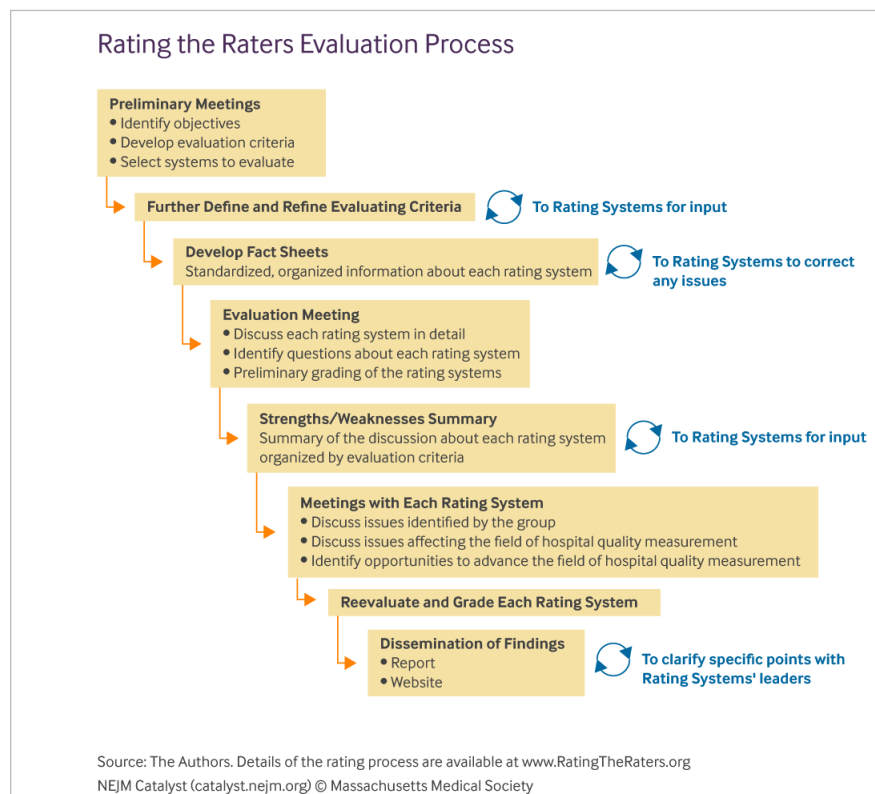 Rating the Raters Evaluation Process
Preliminary Meetings
• Identify objectives
• Develop evaluation criteria
• Select systems to evaluate
Further Define and Refine Evaluating Criteria
To Rating Systems for input
Develop Fact Sheets
Standardized, organized information about each rating system
To Rating Systems to correct
any issues
Evaluation Meeting
• Discuss each rating system in detail
• Identify questions about each rating system
• Preliminary grading of the rating systems
Strengths/Weaknesses Summary
Summary of the discussion about each rating system
organized by evaluation criteria
To Rating Systems for input
Meetings with Each Rating System
• Discuss issues identified by the group
• Discuss issues affecting the field of hospital quality measurement
• Identify opportunities to advance the field of hospital quality measurement
Reevaluate and Grade Each Rating System
Dissemination of Findings
• Report
• Website
To clarify specific points with
Rating Systems' leaders
Source: The Authors. Details of the rating process are available at www.RatingTheRaters.org
NEJM Catalyst (catalyst.nejm.org) © Massachusetts Medical Society